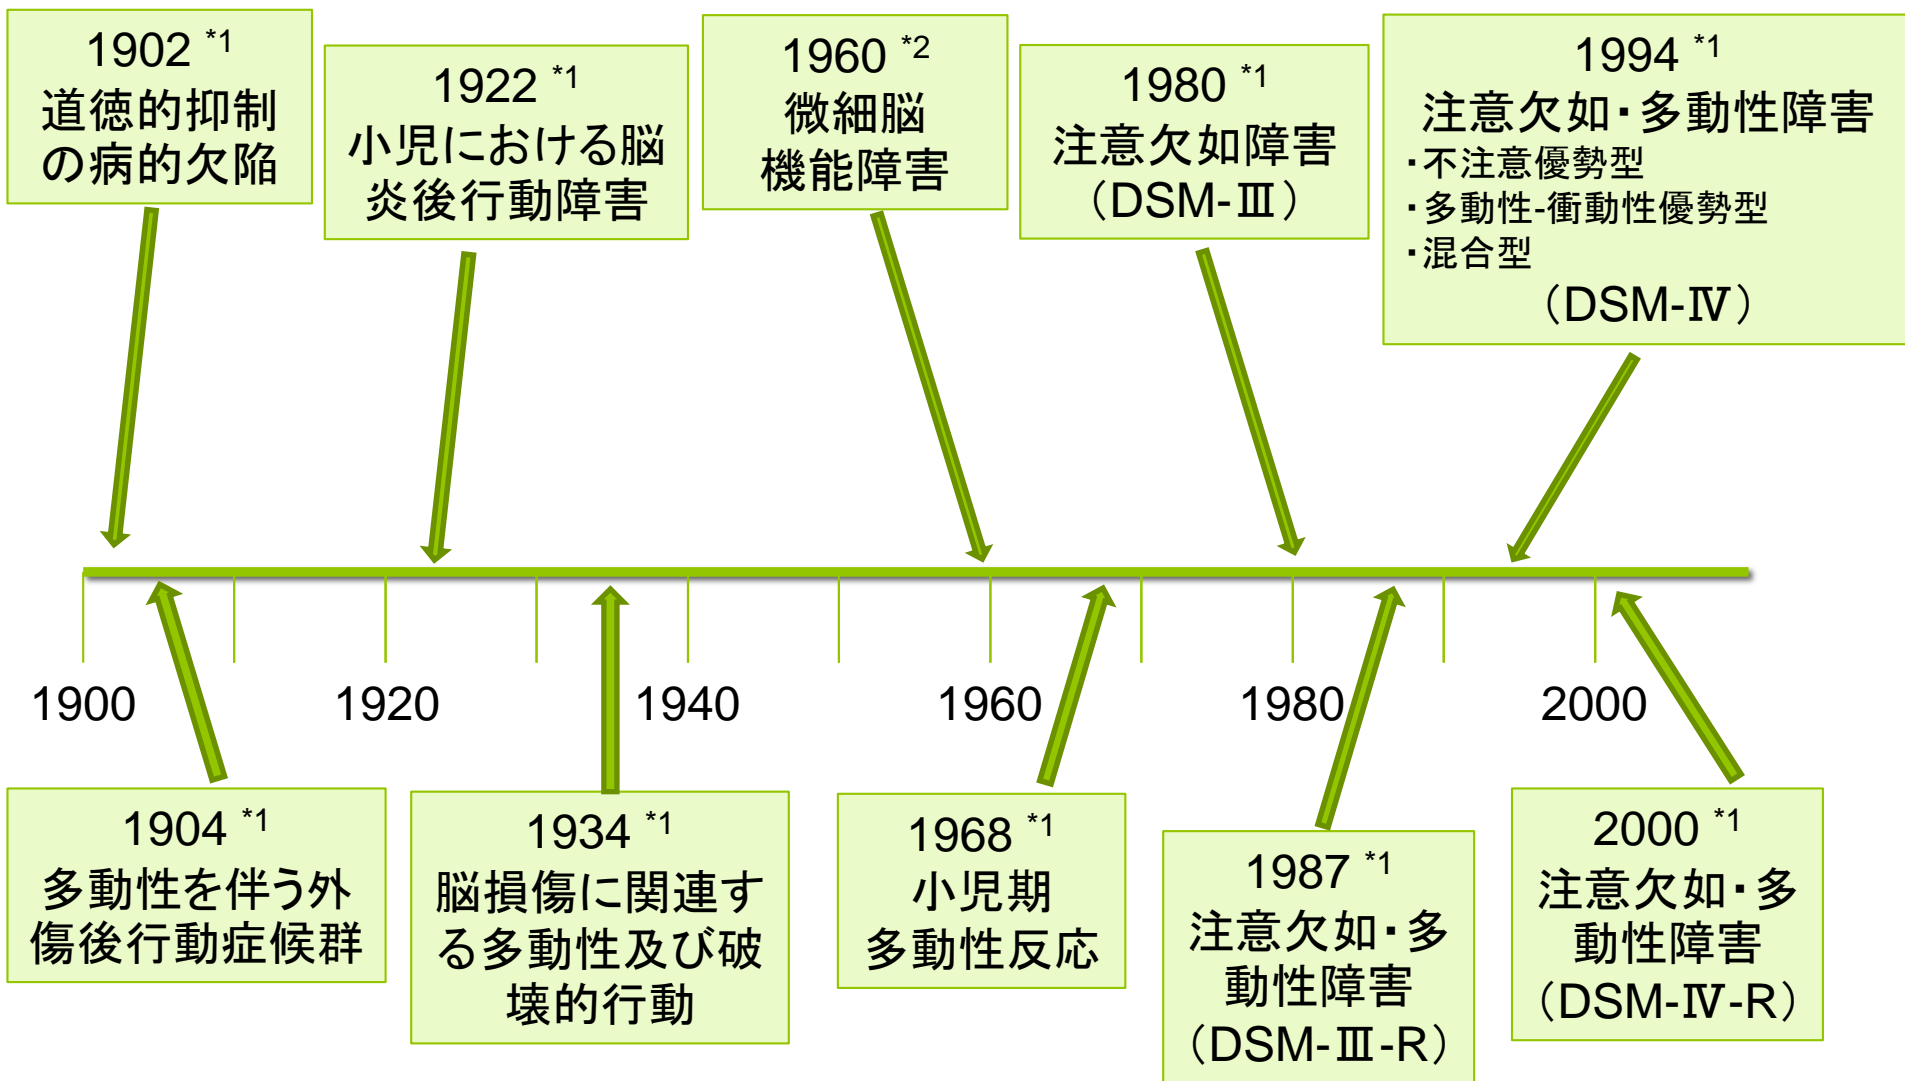 1902 *1
道徳的抑制
の病的欠陥
1922 *1
小児における脳
炎後行動障害
1960 *2
微細脳
機能障害
1980 *1
注意欠如障害
（DSM-Ⅲ）
1994 *1
注意欠如・多動性障害
・不注意優勢型
・多動性-衝動性優勢型
・混合型
（DSM-Ⅳ）
1900
1920
1940
1960
1980
2000
1904 *1
多動性を伴う外
傷後行動症候群
1934 *1
脳損傷に関連す
る多動性及び破
壊的行動
1968 *1
小児期
多動性反応
1987 *1
注意欠如・多
動性障害
（DSM-Ⅲ-R）
2000 *1
注意欠如・多
動性障害
（DSM-Ⅳ-R）